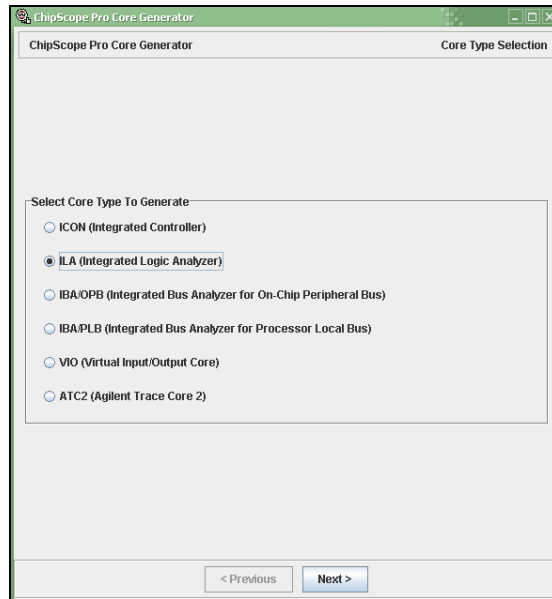 ChipScope Pro Core Generator
ChipScope Pro Core Generator Core Type Selection
Select Core Type To Generate
ICON (Integrated Controller)
ILA (Integrated Logic Analyzer)
IBA/OPB (Integrated Bus Analyzer for On-Chip Peripheral Bus)
IBA/PLB (Integrated Bus Analyzer for Processor Local Bus)
VIO (Virtual Input/Output Core)
ATC2 (Agilent Trace Core 2)
< Previous Next >